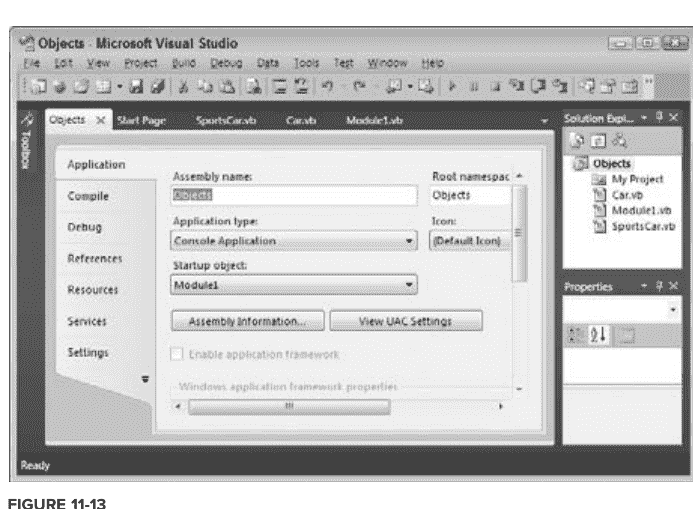 Objects - Microsoft Visual Studio
File Edit View Project Build Debug Data Tools Test Window Help
Toolbox
Objects Start Page SportsCar.vb Car.vb Module1.vb
Application
Compile
Debug
References
Resources
Services
Settings
Assembly name:
Objects
Root namespac
Objects
Application type:
Console Application
Icon:
(Default Icon)
Startup object:
Module1
Assembly Information...
View UAC Settings
Enable application framework
Windows application framework properties
Solution Expl...
Objects
My Project
Car.vb
Module1.vb
SportsCar.vb
Properties
Ready
FIGURE 11-13